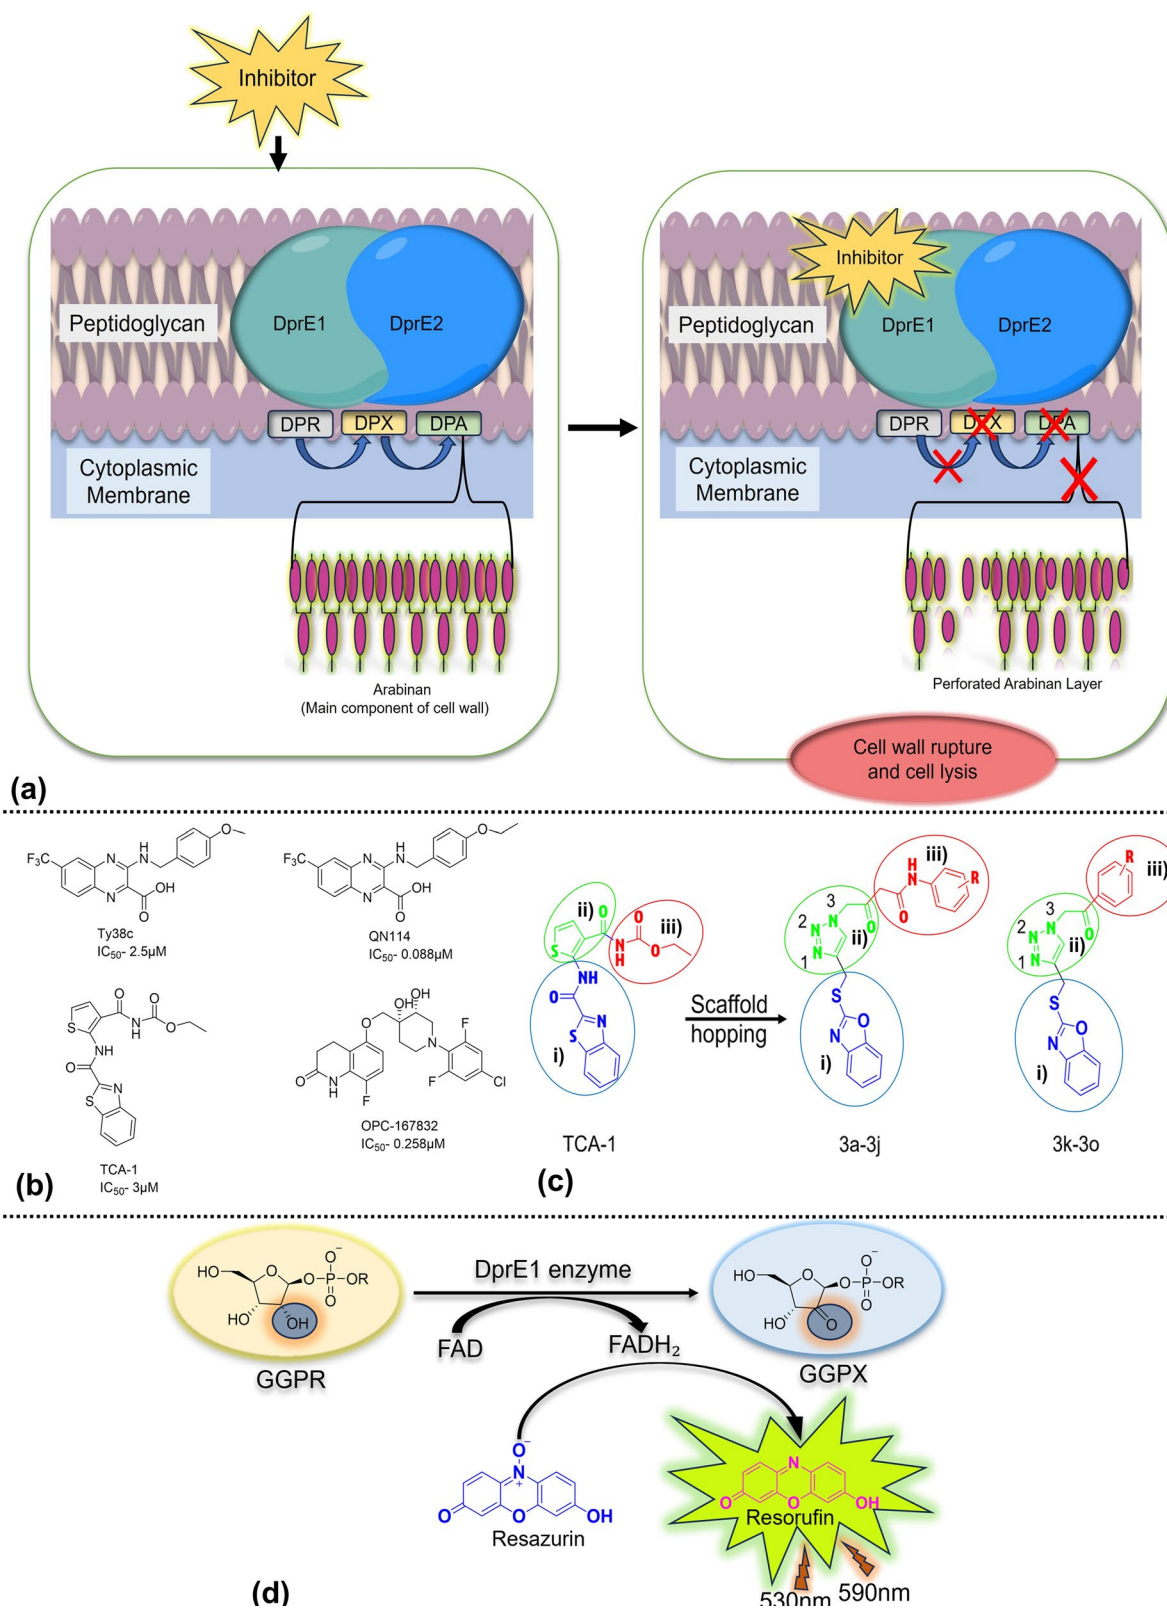 Inhibitor
Peptidoglycan
DprE1
DprE2
DPR
DPX
DPA
Cytoplasmic
Membrane
Arabinan
(Main component of cell wall)
Inhibitor
Peptidoglycan
DprE1
DprE2
DPR
DPX
DPA
Cytoplasmic
Membrane
Perforated Arabinan Layer
Cell wall rupture
and cell lysis
(a)
F₃C
N
N
NH
O
OH
O
Ty38c
IC₅₀- 2.5µM
F₃C
N
N
NH
O
OH
O
QN114
IC₅₀- 0.088µM
S
O
N
H
O
O
NH
O
N
S
TCA-1
IC₅₀- 3µM
OH
OH
O
N
F
F
Cl
O
N
H
F
OPC-167832
IC₅₀- 0.258µM
(b)
ii)
iii)
O
S
N
H
O
O
NH
O
N
S
i)
TCA-1
Scaffold
hopping
iii)
H
N
R
O
3
N
O
2
N
ii)
N
1
S
O
N
i)
3a-3j
R
iii)
3
N
O
2
N
ii)
N
1
S
O
N
i)
3k-3o
(c)
HO
O
O
P
O⁻
OR
O
HO
OH
GGPR
DprE1 enzyme
FAD
FADH₂
HO
O
O
P
O⁻
OR
O
HO
O
GGPX
O⁻
N
+
O
O
OH
Resazurin
N
O
O
OH
Resorufin
530nm
590nm
(d)